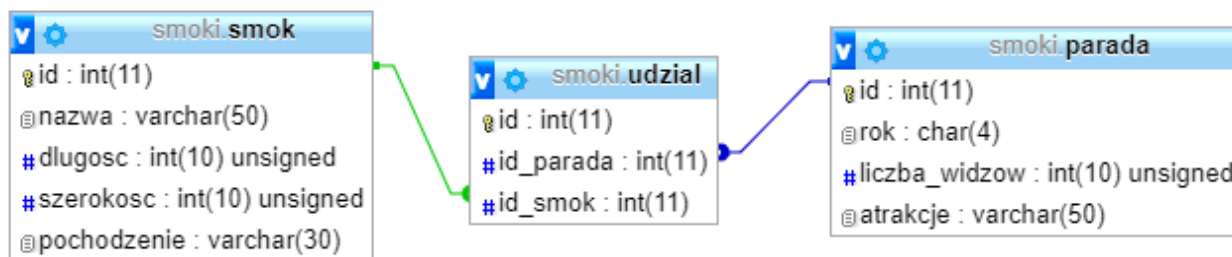 smoki.smok
id : int(11)
nazwa : varchar(50)
dlugosc : int(10) unsigned
szerokosc : int(10) unsigned
pochodzenie : varchar(30)
smoki.udzial
id : int(11)
id_parada : int(11)
id_smok : int(11)
smoki.parada
id : int(11)
rok : char(4)
liczba_widzow : int(10) unsigned
atrakcje : varchar(50)